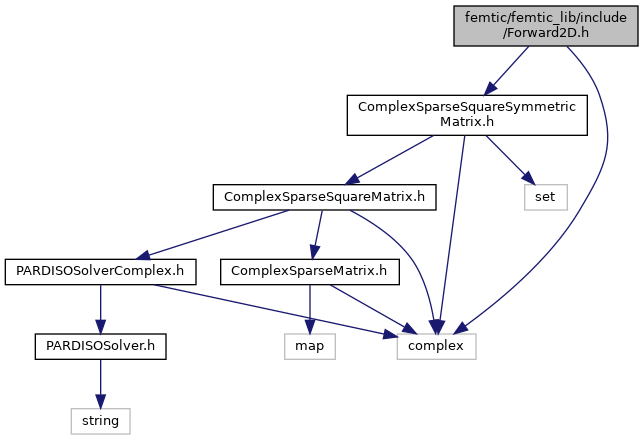 femtic/femtic_lib/include
/Forward2D.h
ComplexSparseSquareSymmetric
Matrix.h
ComplexSparseSquareMatrix.h
set
PARDISOSolverComplex.h
ComplexSparseMatrix.h
PARDISOSolver.h
map
complex
string